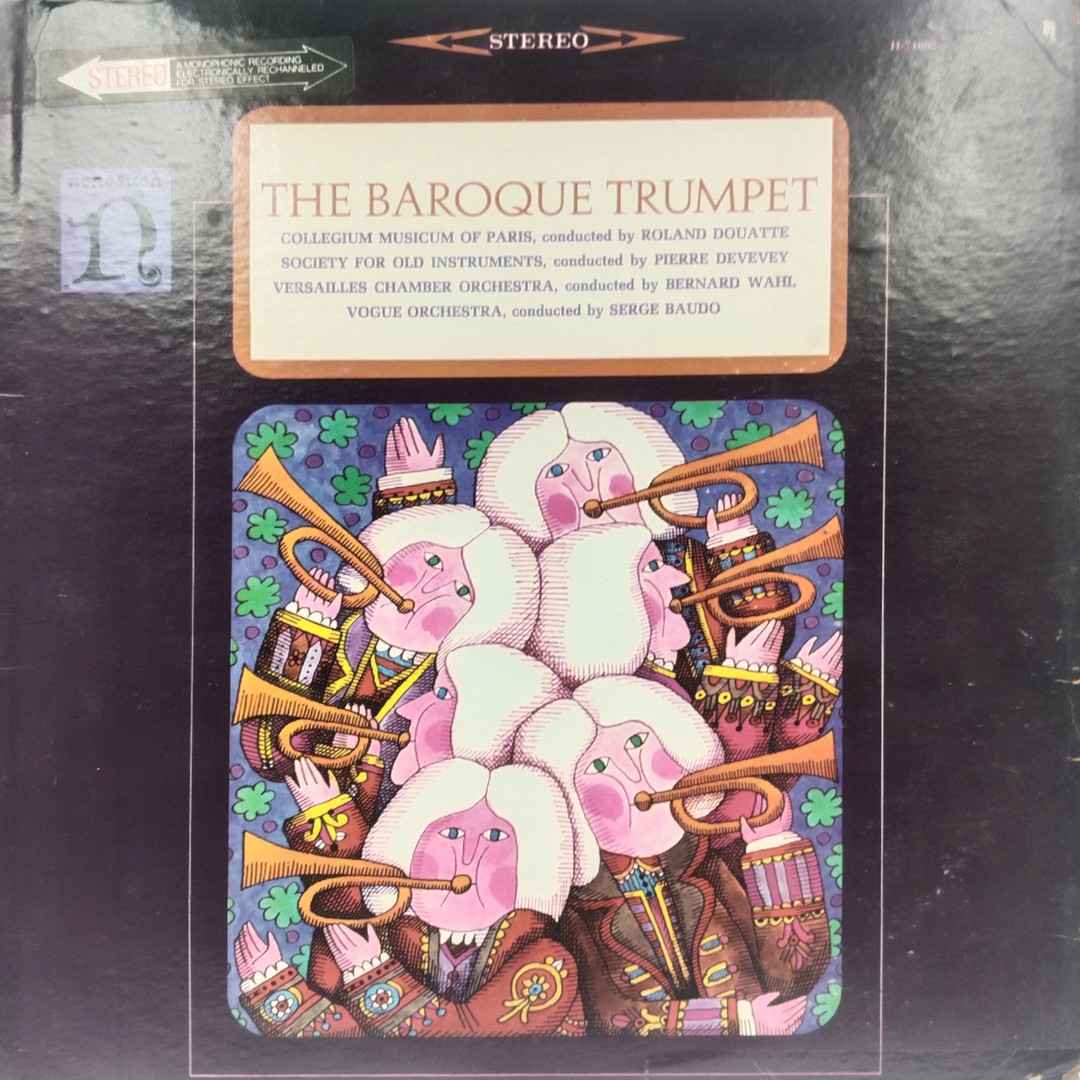 STEREO
H-71002
STEREO
A MONOPHONIC RECORDING
ELECTRONICALLY RECHANNELED
FOR STEREO EFFECT
nonesuch
n
THE BAROQUE TRUMPET
COLLEGIUM MUSICUM OF PARIS, conducted by ROLAND DOUATTE
SOCIETY FOR OLD INSTRUMENTS, conducted by PIERRE DEVEVEY
VERSAILLES CHAMBER ORCHESTRA, conducted by BERNARD WAHL
VOGUE ORCHESTRA, conducted by SERGE BAUDO